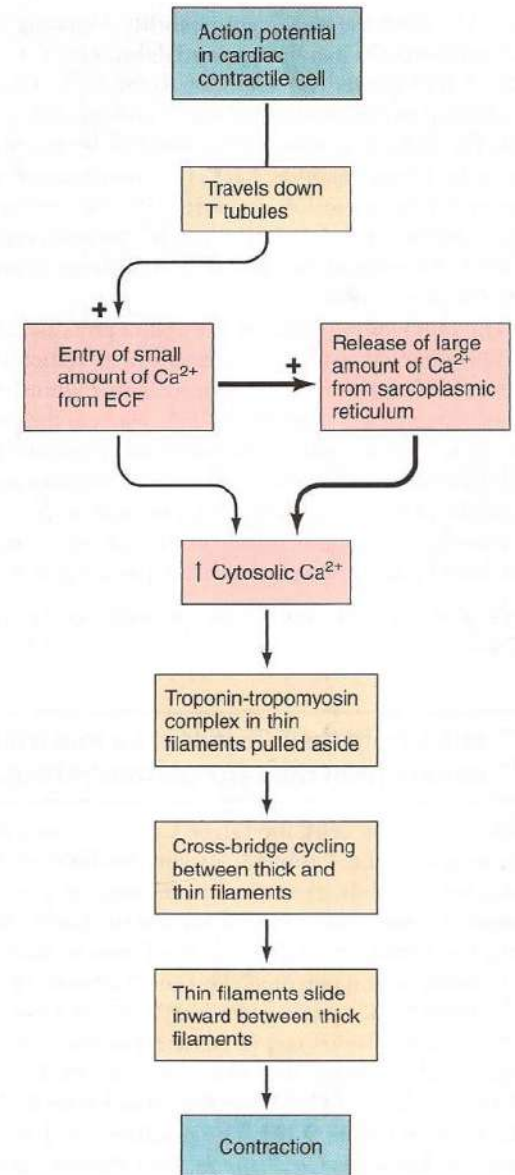 Action potential
in cardiac
contractile cell
Travels down
T tubules
+
Entry of small
amount of Ca²⁺
from ECF
+
Release of large
amount of Ca²⁺
from sarcoplasmic
reticulum
↑ Cytosolic Ca²⁺
Troponin-tropomyosin
complex in thin
filaments pulled aside
Cross-bridge cycling
between thick and
thin filaments
Thin filaments slide
inward between thick
filaments
Contraction